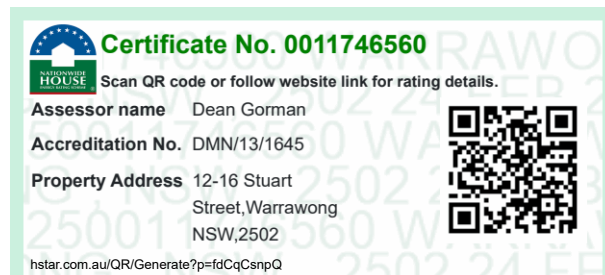 Certificate No. 0011746560
NATIONWIDE
HOUSE
ENERGY RATING SCHEME
Scan QR code or follow website link for rating details.
Assessor name Dean Gorman
Accreditation No. DMN/13/1645
Property Address 12-16 Stuart
Street,Warrawong
NSW,2502
hstar.com.au/QR/Generate?p=fdCqCsnpQ